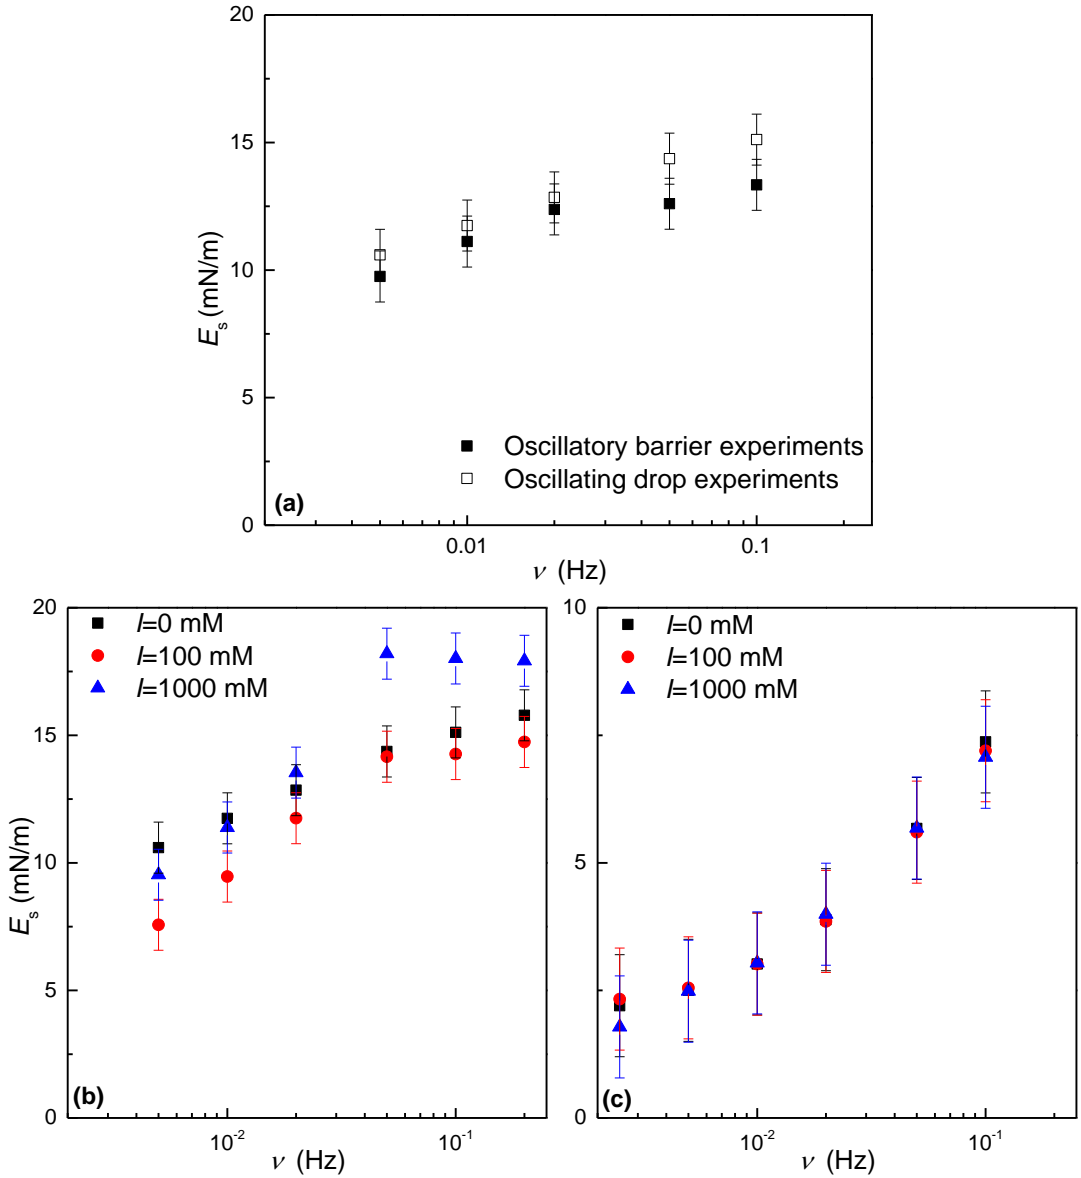 20
15
10
5
0
E_s (mN/m)
Oscillatory barrier experiments
Oscillating drop experiments
(a)
0.01 0.1
ν (Hz)
20
15
10
5
0
E_s (mN/m)
I=0 mM
I=100 mM
I=1000 mM
(b)
10^-2 10^-1
ν (Hz)
10
5
0
I=0 mM
I=100 mM
I=1000 mM
(c)
10^-2 10^-1
ν (Hz)